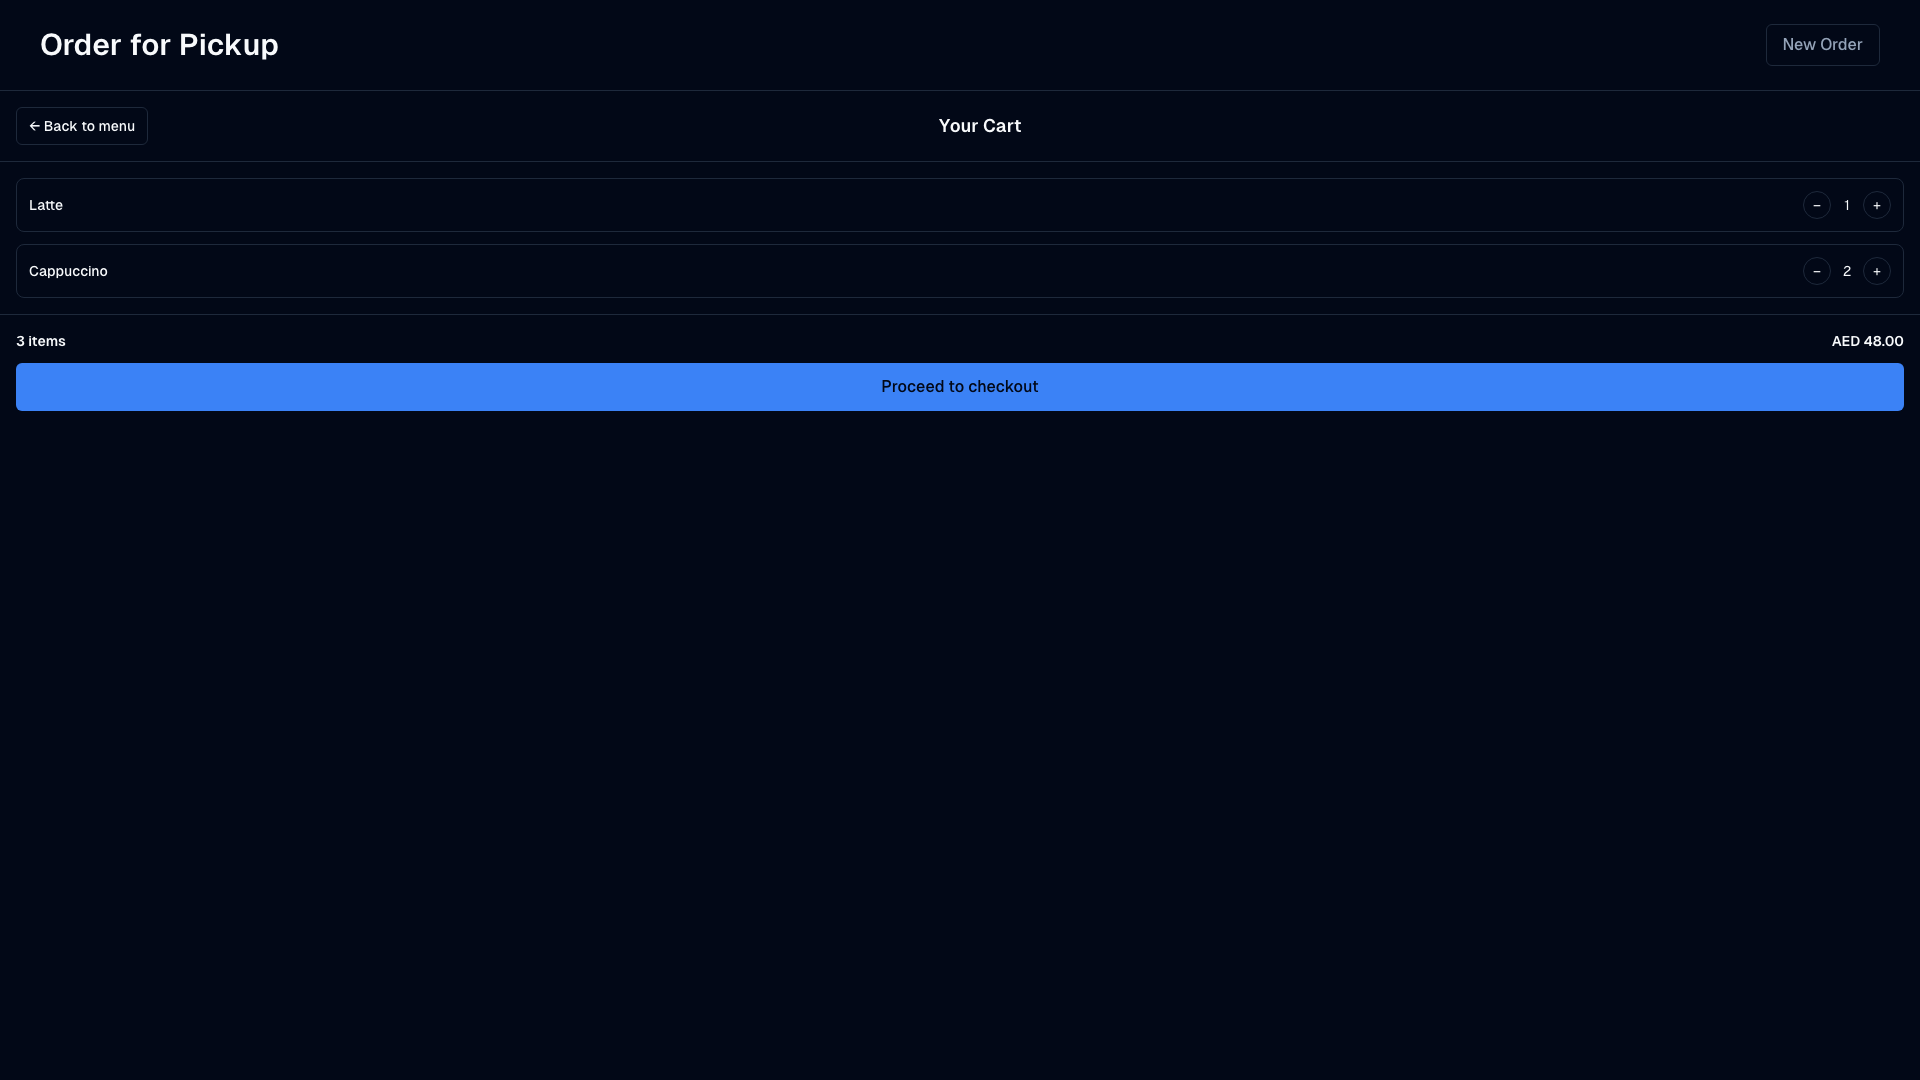 Order for Pickup
New Order
← Back to menu
Your Cart
Latte
− 1 +
Cappuccino
− 2 +
3 items
AED 48.00
Proceed to checkout